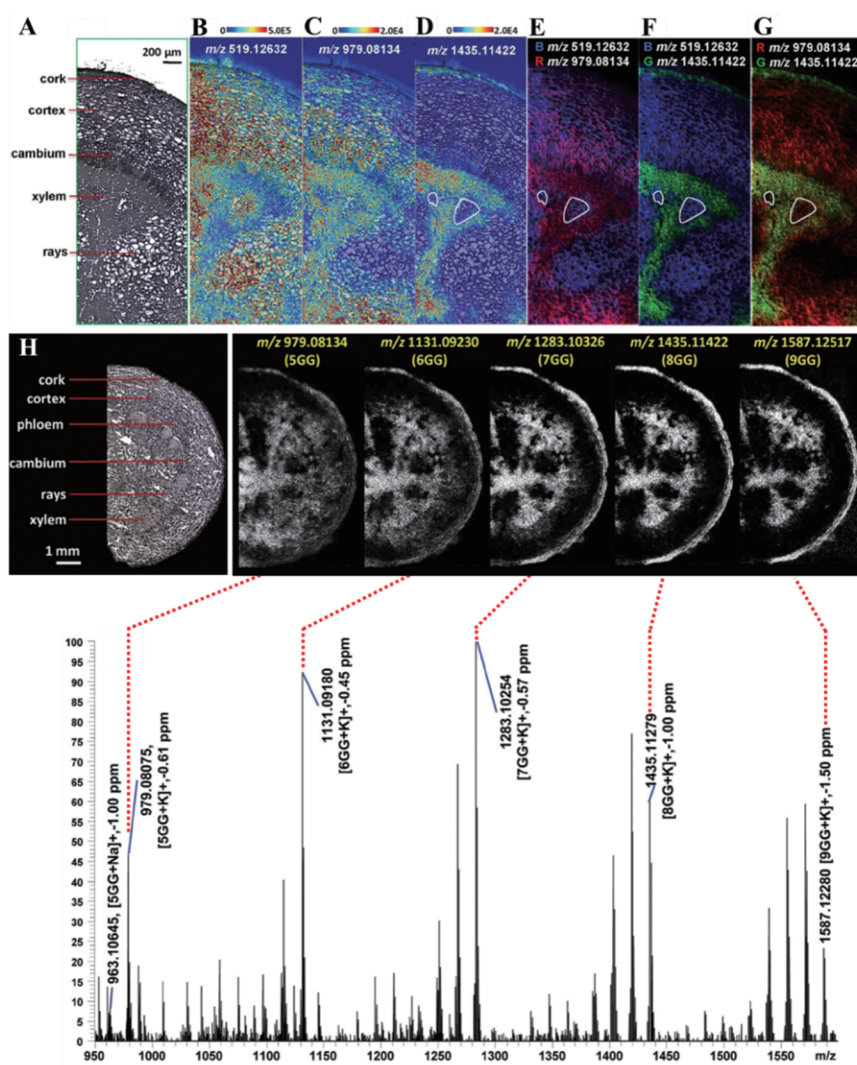 A B C D E F G
200 µm
0 5.0E5 0 2.0E4 0 2.0E4
m/z 519.12632
m/z 979.08134
m/z 1435.11422
B m/z 519.12632
R m/z 979.08134
B m/z 519.12632
G m/z 1435.11422
R m/z 979.08134
G m/z 1435.11422
cork
cortex
cambium
xylem
rays
H
cork
cortex
phloem
cambium
rays
xylem
1 mm
m/z 979.08134
(5GG)
m/z 1131.09230
(6GG)
m/z 1283.10326
(7GG)
m/z 1435.11422
(8GG)
m/z 1587.12517
(9GG)
100
95
90
85
80
75
70
65
60
55
50
45
40
35
30
25
20
15
10
5
0
963.10645, [5GG+Na]+,-1.00 ppm
979.08075,
[5GG+K]+,-0.61 ppm
1131.09180
[6GG+K]+,-0.45 ppm
1283.10254
[7GG+K]+,-0.57 ppm
1435.11279
[8GG+K]+,-1.00 ppm
1587.12280 [9GG+K]+,-1.50 ppm
950 1000 1050 1100 1150 1200 1250 1300 1350 1400 1450 1500 1550 m/z